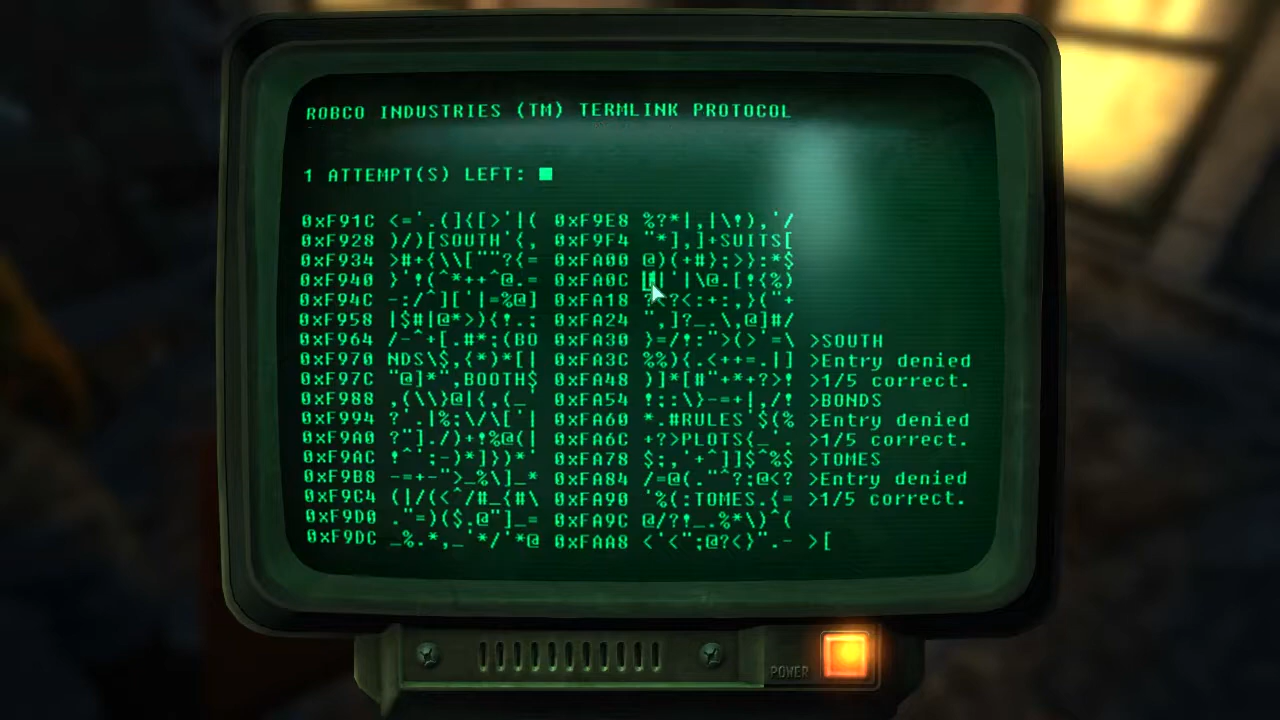 ROBCO INDUSTRIES (TM) TERMLINK PROTOCOL
1 ATTEMPT(S) LEFT:
0xF91C <='.(]{[>'|( 0xF9E8 %?*|,|\!),'/
0xF928 )/)[SOUTH'{, 0xF9F4 "*],]+SUITS[
0xF934 >#+{\\[""?{= 0xFA00 @)(+#};>}:*$
0xF940 }'!(^*++^@.= 0xFA0C '|\@.[!{%)
0xF94C -:/^]['|=%@] 0xFA18 ?<:+:,}("+
0xF958 |$#|@*>){!.; 0xFA24 ",]?_.\,@]#/
0xF964 /-^+[.#*;(BO 0xFA30 }=/!:">(>'=\ >SOUTH
0xF970 NDS\$,{*)*[| 0xFA3C %%){.<++=.|] >Entry denied
0xF97C "@]*",BOOTH$ 0xFA48 )]*[#"+*+?>! >1/5 correct.
0xF988 ,(\\}@|{,(_' 0xFA54 !;:\}-=+|,/! >BONDS
0xF994 ?'.|%;\/\['| 0xFA60 *.#RULES'$(% >Entry denied
0xF9A0 ?"]./)+!%@(| 0xFA6C +?>PLOTS{_'. >1/5 correct.
0xF9AC !^';-)*]})*' 0xFA78 $:,'+^]]$^%$ >TOMES
0xF9B8 -=+-">_%\]_* 0xFA84 /=@(."^?;@<? >Entry denied
0xF9C4 (|/(<^/#_{#\ 0xFA90 '%(:TOMES.{= >1/5 correct.
0xF9D0 ."=)($.@"]_= 0xFA9C @/?!_.%*\)^(
0xF9DC _%.*,_'*/'*@ 0xFAA8 <'<";@?<}".- >[
POWER